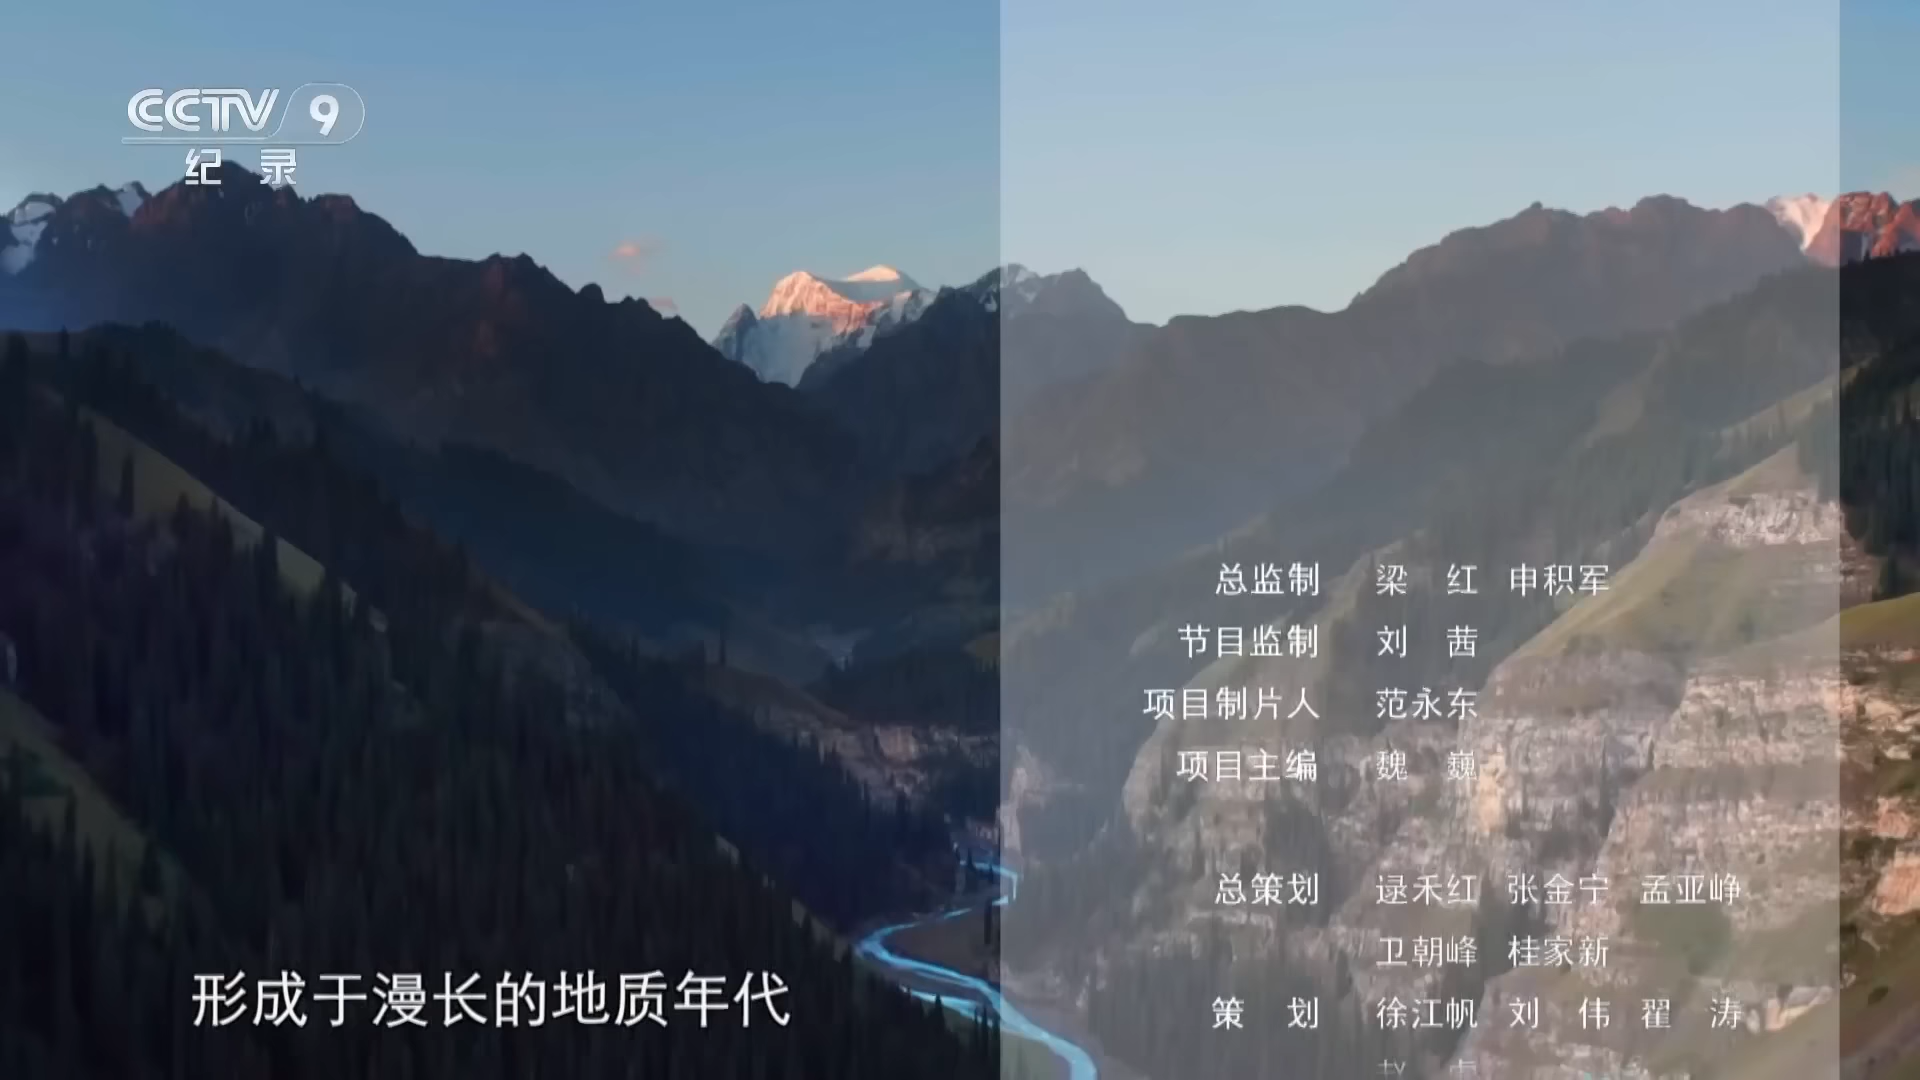 CCTV 9
纪 录
总监制 梁 红 申积军
节目监制 刘 茜
项目制片人 范永东
项目主编 魏 巍
总策划 逯禾红 张金宁 孟亚峥
卫朝峰 桂家新
策 划 徐江帆 刘 伟 翟 涛
形成于漫长的地质年代